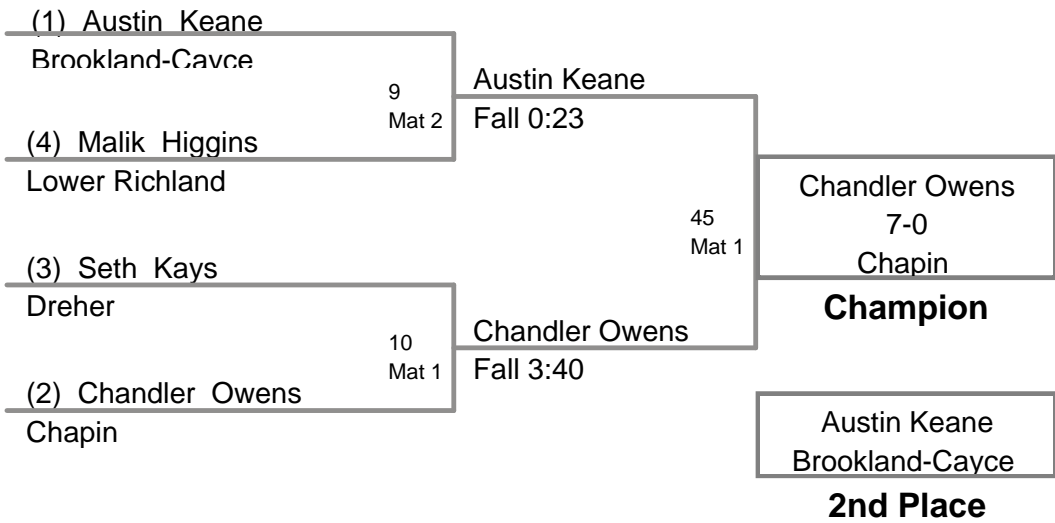 (1) Austin Keane
Brookland-Cayce
9
Mat 2
(4) Malik Higgins
Lower Richland
Austin Keane
Fall 0:23
(3) Seth Kays
Dreher
10
Mat 1
(2) Chandler Owens
Chapin
Chandler Owens
Fall 3:40
45
Mat 1
Chandler Owens
7-0
Chapin
Champion
Austin Keane
Brookland-Cayce
2nd Place